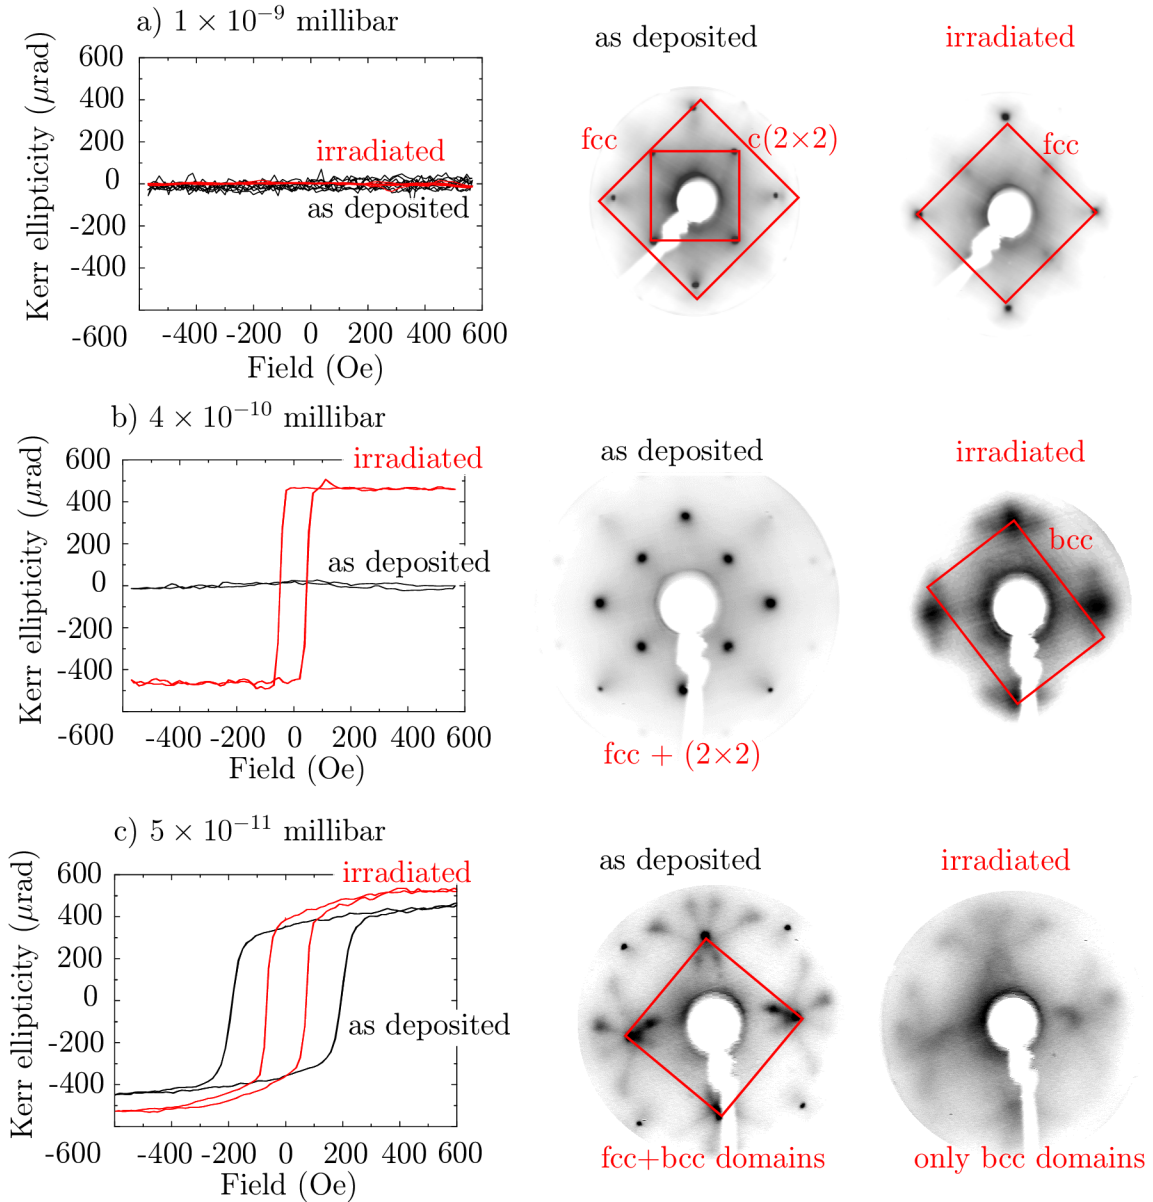 a) 1 × 10⁻⁹ millibar
as deposited
irradiated
600
400
200
0
-200
-400
-600
Kerr ellipticity (μrad)
irradiated
as deposited
-400 -200 0 200 400 600
Field (Oe)
fcc
c(2×2)
fcc
b) 4 × 10⁻¹⁰ millibar
as deposited
irradiated
600
400
200
0
-200
-400
-600
Kerr ellipticity (μrad)
irradiated
as deposited
-400 -200 0 200 400 600
Field (Oe)
fcc + (2×2)
bcc
c) 5 × 10⁻¹¹ millibar
as deposited
irradiated
600
400
200
0
-200
-400
-600
Kerr ellipticity (μrad)
irradiated
as deposited
-400 -200 0 200 400 600
Field (Oe)
fcc+bcc domains
only bcc domains